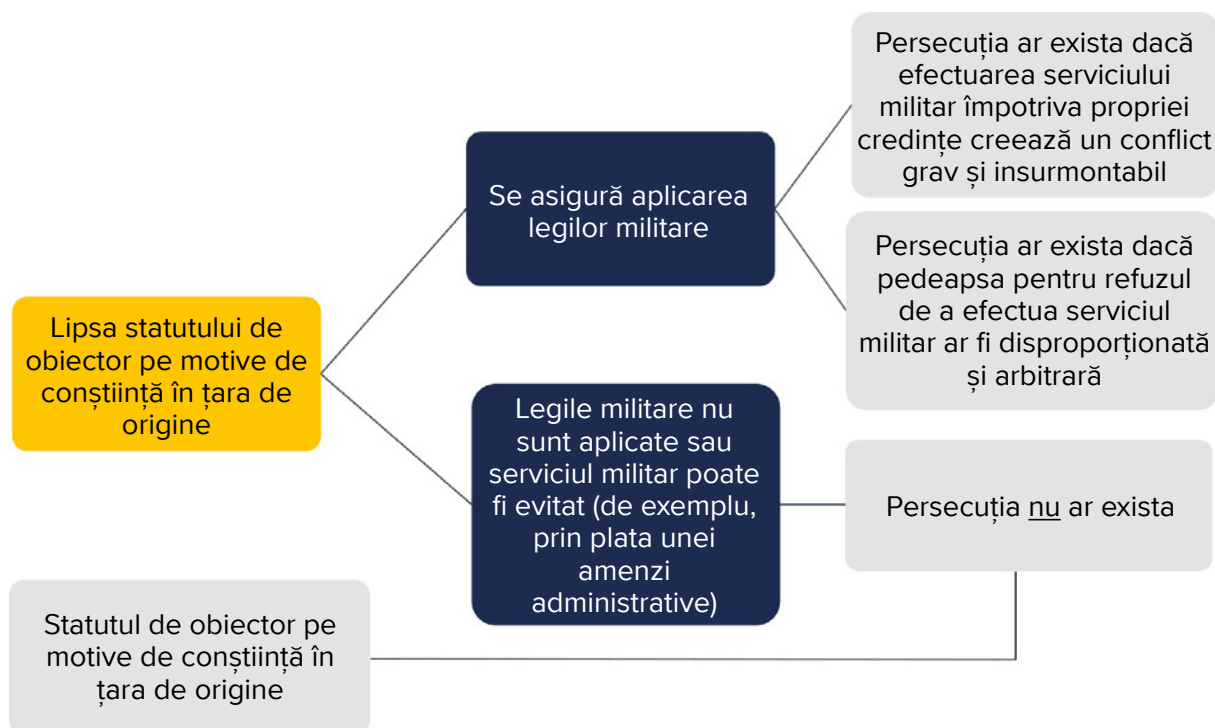 Persecuția ar exista dacă
efectuarea serviciului
militar împotriva propriei
credințe creează un conflict
grav și insurmontabil
Se asigură aplicarea
legilor militare
Persecuția ar exista dacă
pedeapsa pentru refuzul
de a efectua serviciul
militar ar fi disproporționată
și arbitrară
Lipsa statutului de
obiector pe motive de
conștiință în țara de
origine
Legile militare nu
sunt aplicate sau
serviciul militar poate
fi evitat (de exemplu,
prin plata unei
amenzi
administrative)
Persecuția nu ar exista
Statutul de obiector pe
motive de conștiință în
țara de origine